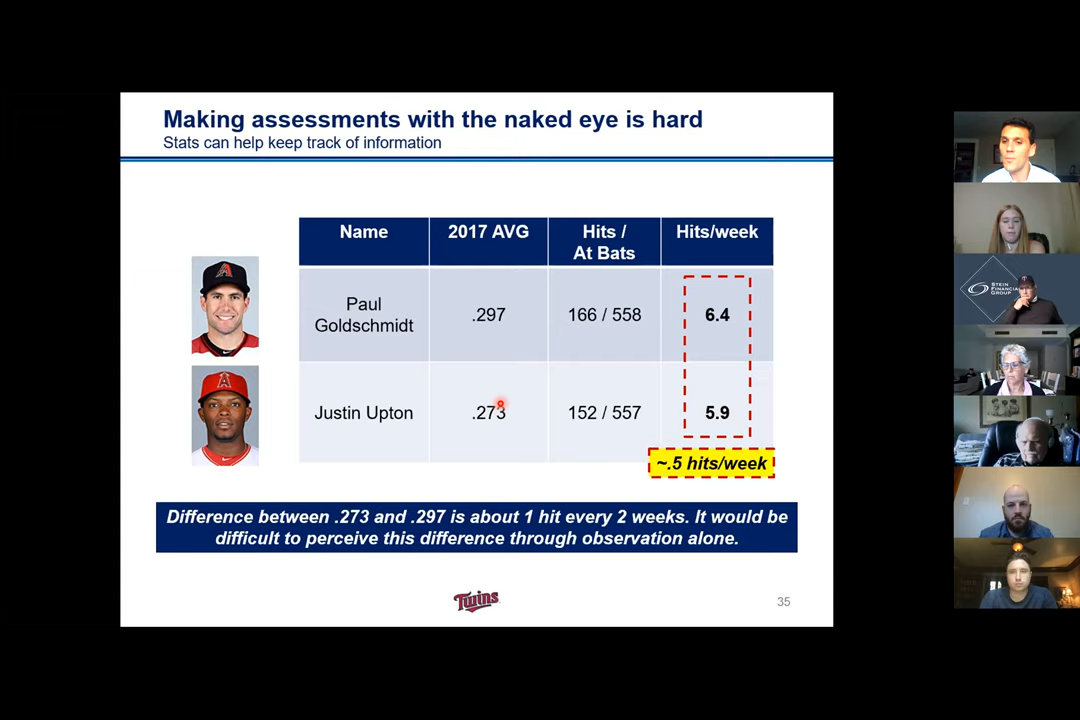 Making assessments with the naked eye is hard
Stats can help keep track of information
Name
2017 AVG
Hits /
At Bats
Hits/week
Paul
Goldschmidt
.297
166 / 558
6.4
Justin Upton
.273
152 / 557
5.9
~.5 hits/week
Difference between .273 and .297 is about 1 hit every 2 weeks. It would be
difficult to perceive this difference through observation alone.
Twins
35
STEIN
FINANCIAL
GROUP